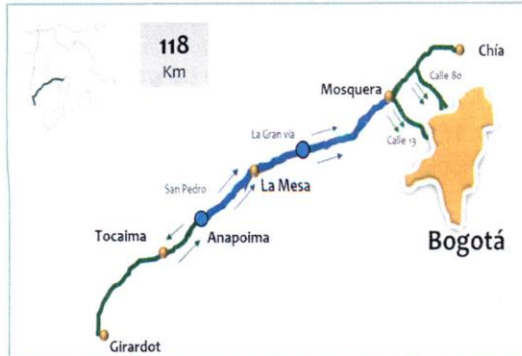 118
Km
Chía
Calle 80
Mosquera
La Gran vía
Calle 13
San Pedro
La Mesa
Bogotá
Tocaima
Anapoima
Girardot